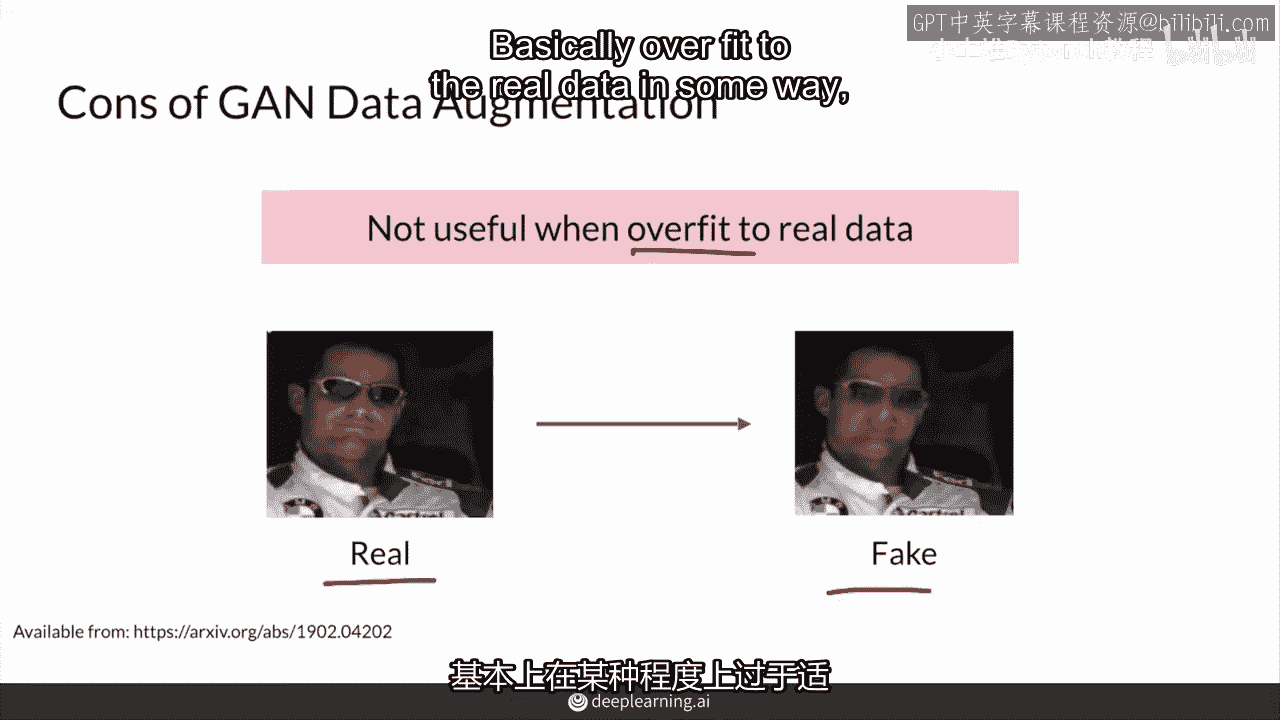 GPT中英字幕课程资源@bilibili.com
Basically over fit to
the real data in some way,
Cons of GAN Data Augmentation
Not useful when overfit to real data
Real
Fake
Available from: https://arxiv.org/abs/1902.04202
基本上在某种程度上过于适
deeplearning.ai